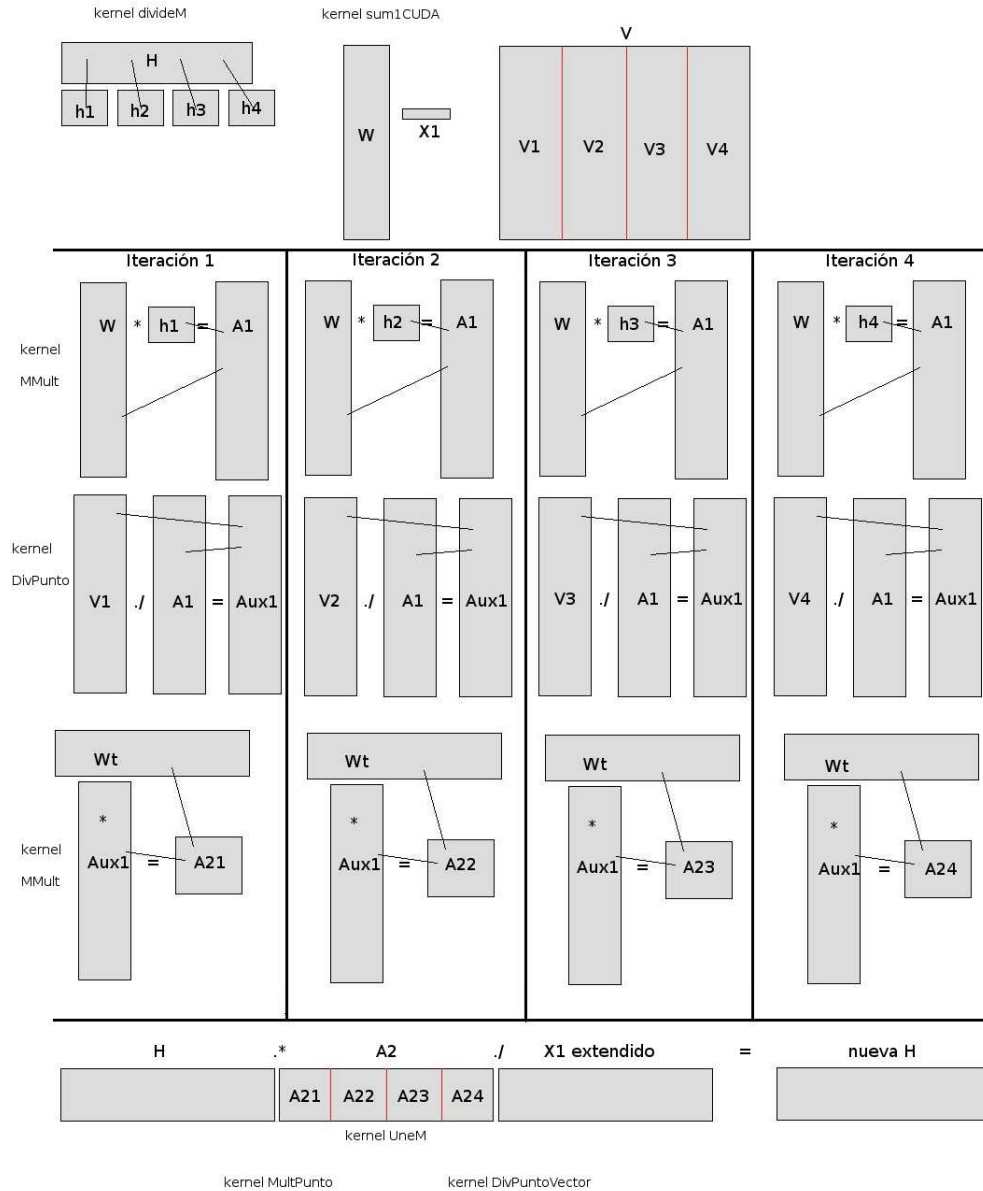 kernel divideM kernel sum1CUDA
H
h1 h2 h3 h4
W
X1
V
V1 V2 V3 V4
Iteración 1 Iteración 2 Iteración 3 Iteración 4
kernel
MMult
W * h1 = A1
W * h2 = A1
W * h3 = A1
W * h4 = A1
kernel
DivPunto
V1 ./ A1 = Aux1
V2 ./ A1 = Aux1
V3 ./ A1 = Aux1
V4 ./ A1 = Aux1
Wt Wt Wt Wt
* * * *
kernel
MMult
Aux1 = A21
Aux1 = A22
Aux1 = A23
Aux1 = A24
H .* A2 ./ X1 extendido = nueva H
A21 A22 A23 A24
kernel UneM
kernel MultPunto kernel DivPuntoVector